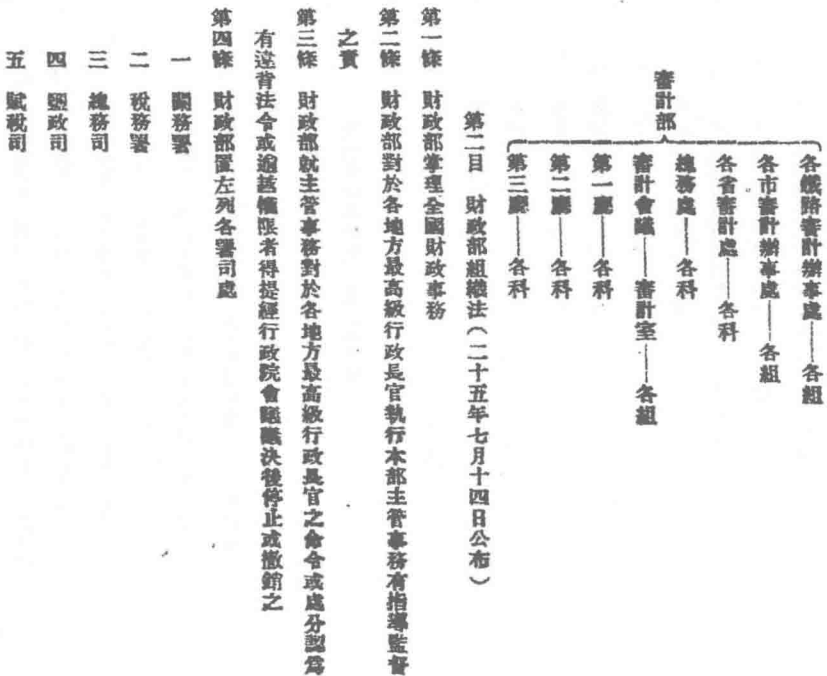 審計部
各鐵路審計辦事處——各組
各市審計辦事處——各組
各省審計處——各科
總務處——各科
審計會議——審計室——各組
第一廳——各科
第二廳——各科
第三廳——各科
第二目　財政部組織法（二十五年七月十四日公布）
第一條　財政部掌理全國財政事務
第二條　財政部對於各地方最高級行政長官執行本部主管事務有指導監督
之責
第三條　財政部就主管事務對於各地方最高級行政長官之命令或處分認爲
有違背法令或逾越權限者得提經行政院會議議決後停止或撤銷之
第四條　財政部置左列各署司處
一　關務署
二　稅務署
三　總務司
四　鹽政司
五　賦稅司